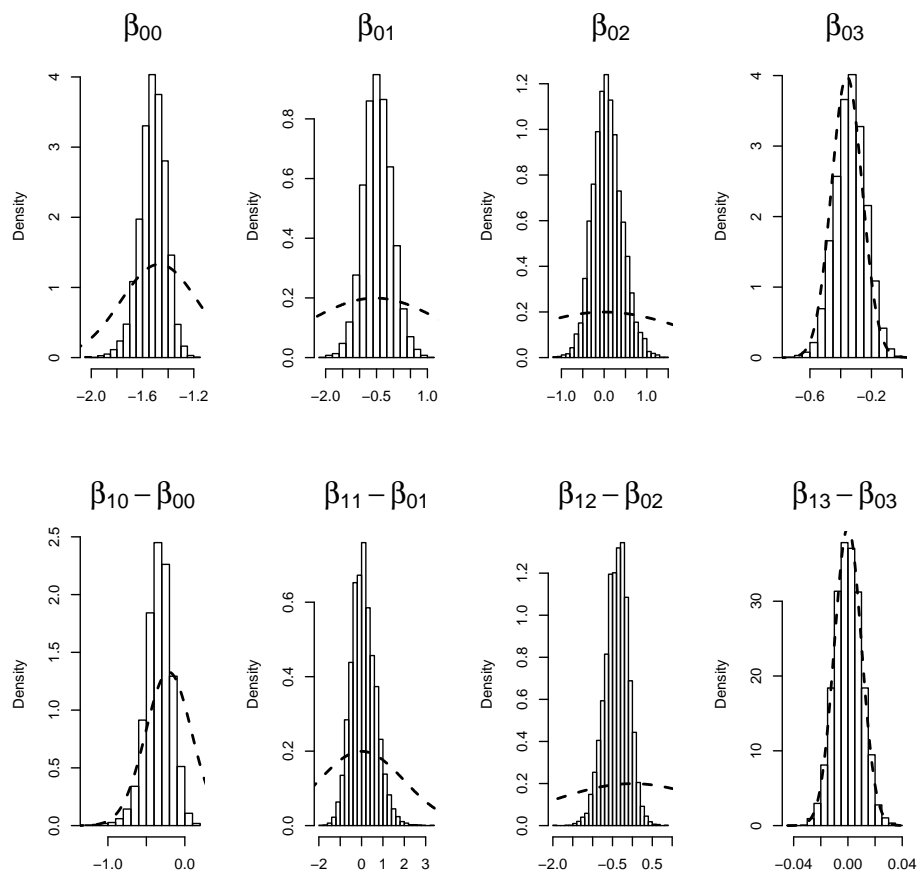 β00
Density
0 1 2 3 4
−2.0 −1.6 −1.2
β01
Density
0.0 0.2 0.4 0.6 0.8
−2.0 −0.5 1.0
β02
Density
0.0 0.2 0.4 0.6 0.8 1.0 1.2
−1.0 0.0 1.0
β03
Density
0 1 2 3 4
−0.6 −0.2
β10 − β00
Density
0.0 0.5 1.0 1.5 2.0 2.5
−1.0 0.0
β11 − β01
Density
0.0 0.2 0.4 0.6
−2 0 1 2 3
β12 − β02
Density
0.0 0.2 0.4 0.6 0.8 1.0 1.2
−2.0 −0.5 0.5
β13 − β03
Density
0 10 20 30
−0.04 0.00 0.04